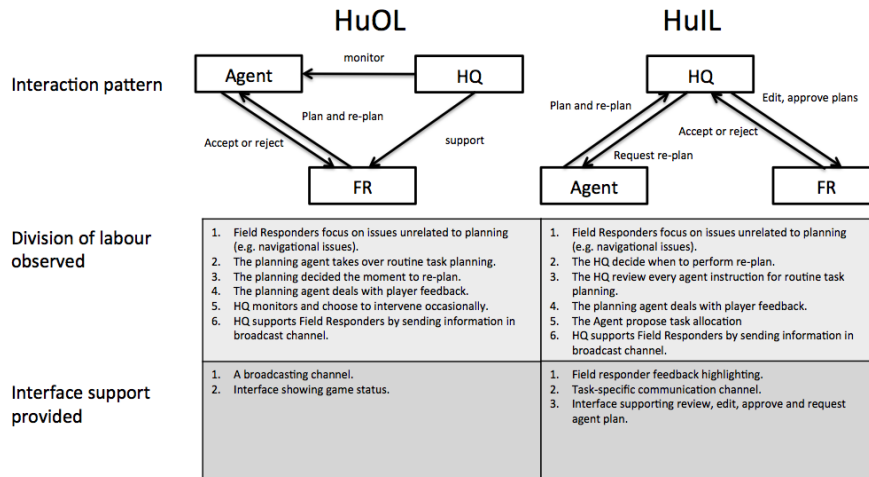 HuOL
HuIL
Interaction pattern
Agent
monitor
HQ
Plan and re-plan
Accept or reject
support
FR
HQ
Plan and re-plan
Edit, approve plans
Accept or reject
Request re-plan
Agent
FR
Division of labour
observed
1. Field Responders focus on issues unrelated to planning
(e.g. navigational issues).
2. The planning agent takes over routine task planning.
3. The planning decided the moment to re-plan.
4. The planning agent deals with player feedback.
5. HQ monitors and choose to intervene occasionally.
6. HQ supports Field Responders by sending information in
broadcast channel.
1. Field Responders focus on issues unrelated to planning
(e.g. navigational issues).
2. The HQ decide when to perform re-plan.
3. The HQ review every agent instruction for routine task
planning.
4. The planning agent deals with player feedback.
5. The Agent propose task allocation
6. HQ supports Field Responders by sending information in
broadcast channel.
Interface support
provided
1. A broadcasting channel.
2. Interface showing game status.
1. Field responder feedback highlighting.
2. Task-specific communication channel.
3. Interface supporting review, edit, approve and request
agent plan.